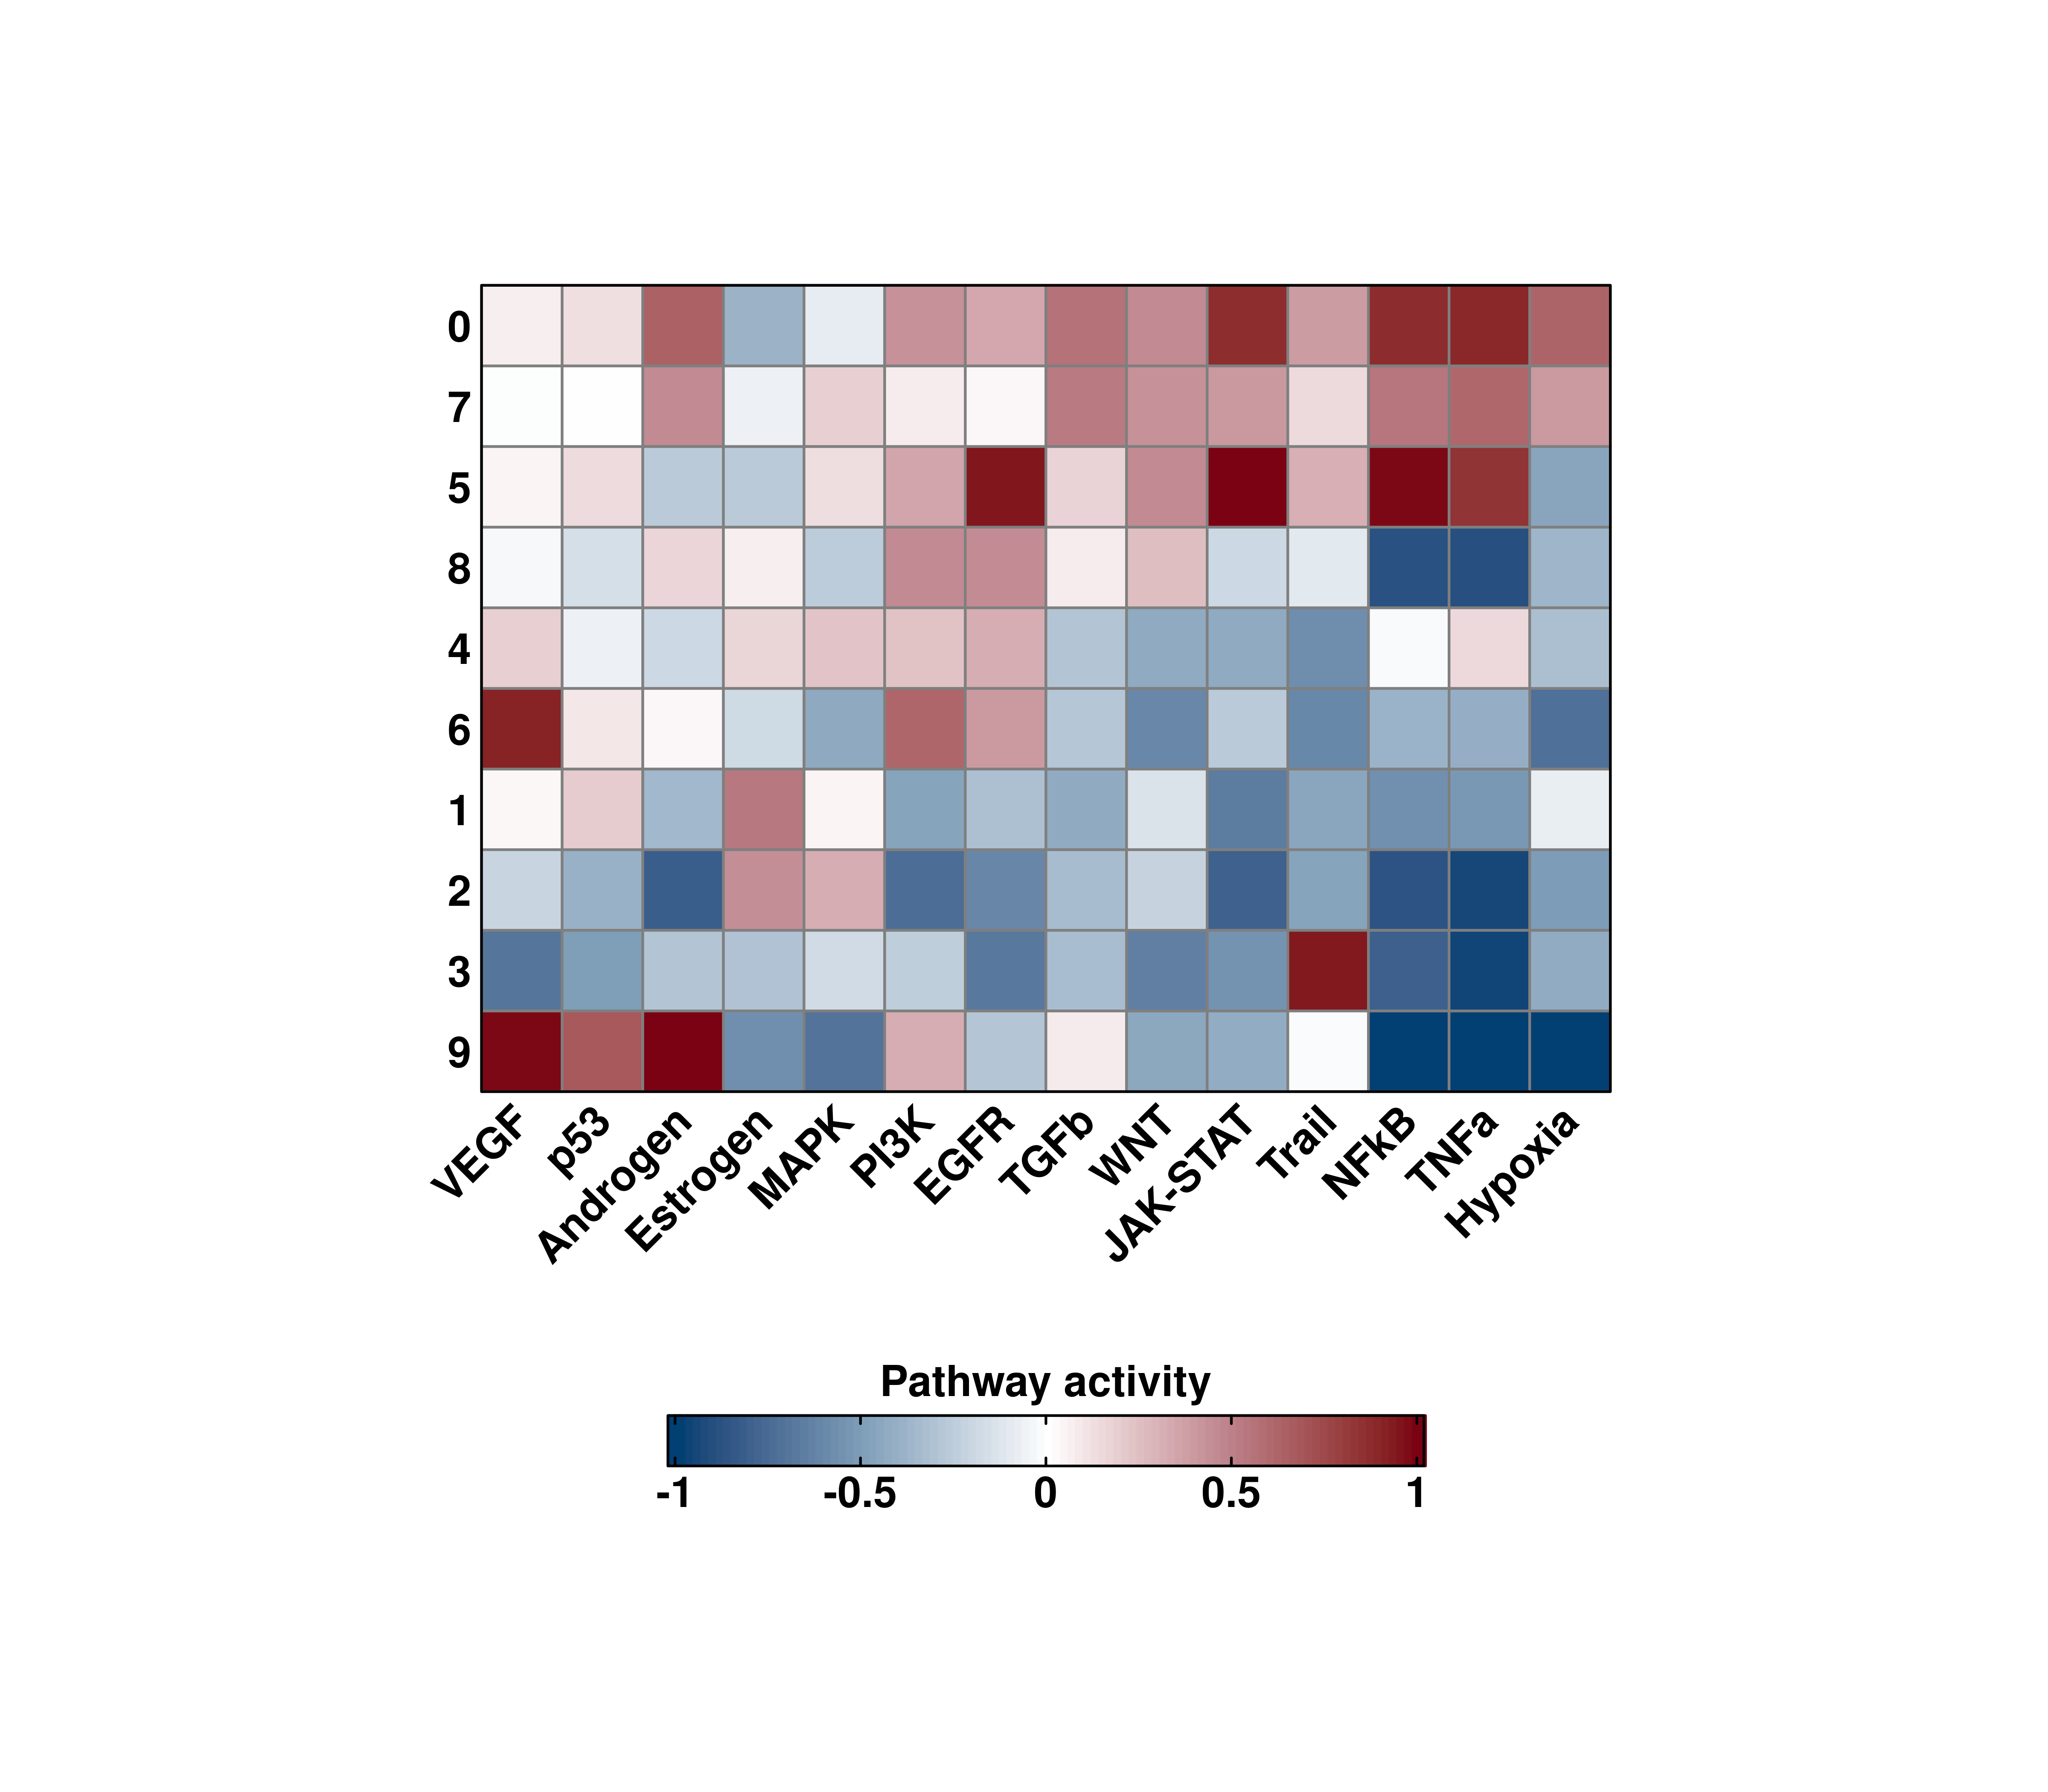 0
7
5
8
4
6
1
2
3
9
VEGF
p53
Androgen
Estrogen
MAPK
PI3K
EGFR
TGFb
WNT
JAK-STAT
Trail
NFkB
TNFa
Hypoxia
Pathway activity
-1 -0.5 0 0.5 1